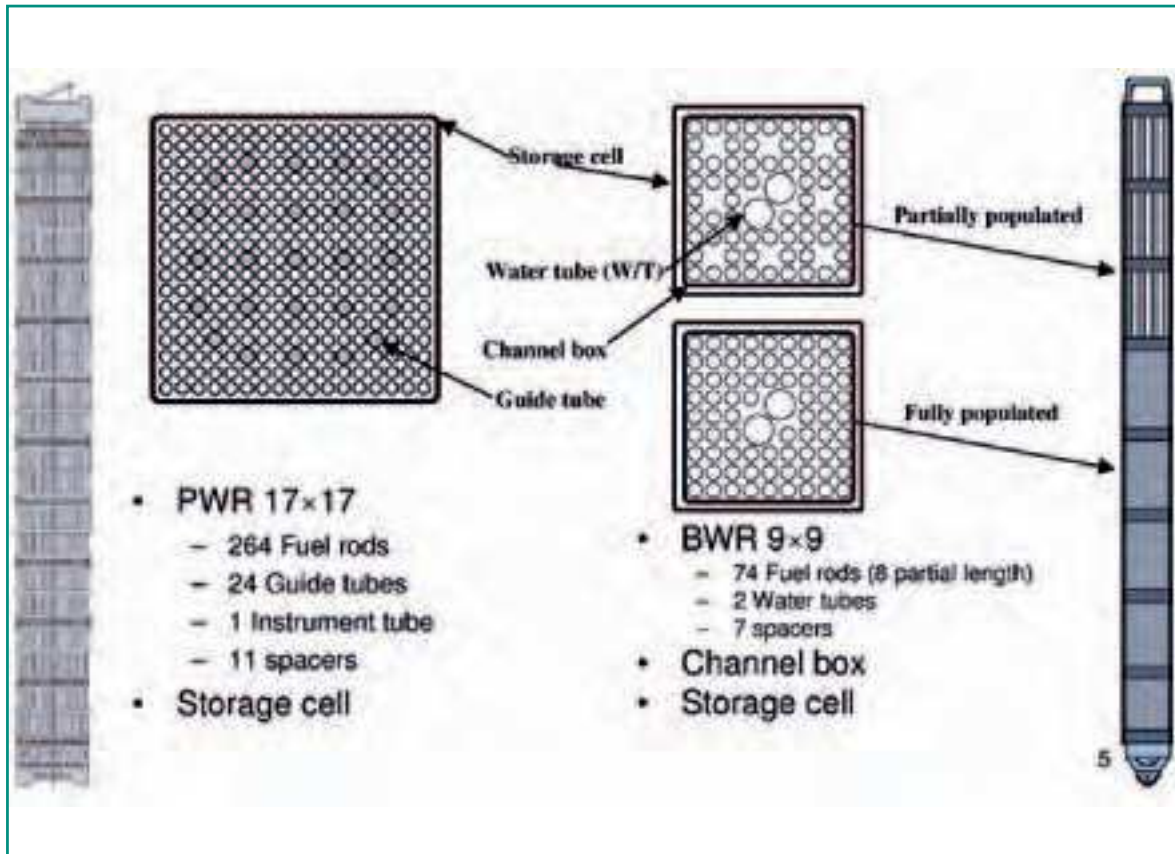 Storage cell
Partially populated
Water tube (W/T)
Channel box
Guide tube
Fully populated
• PWR 17×17
– 264 Fuel rods
– 24 Guide tubes
– 1 Instrument tube
– 11 spacers
• Storage cell
• BWR 9×9
– 74 Fuel rods (8 partial length)
– 2 Water tubes
– 7 spacers
• Channel box
• Storage cell
5